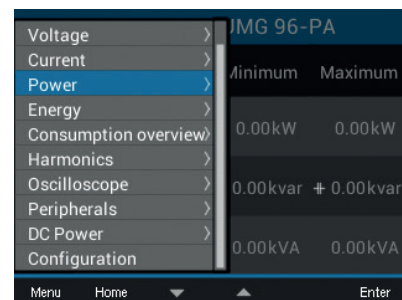 UMG 96-PA
Voltage
Current
Power
Energy
Consumption overview
Harmonics
Oscilloscope
Peripherals
DC Power
Configuration
Minimum Maximum
0.00kW 0.00kW
0.00kvar 0.00kvar
0.00kVA 0.00kVA
Menu Home Enter